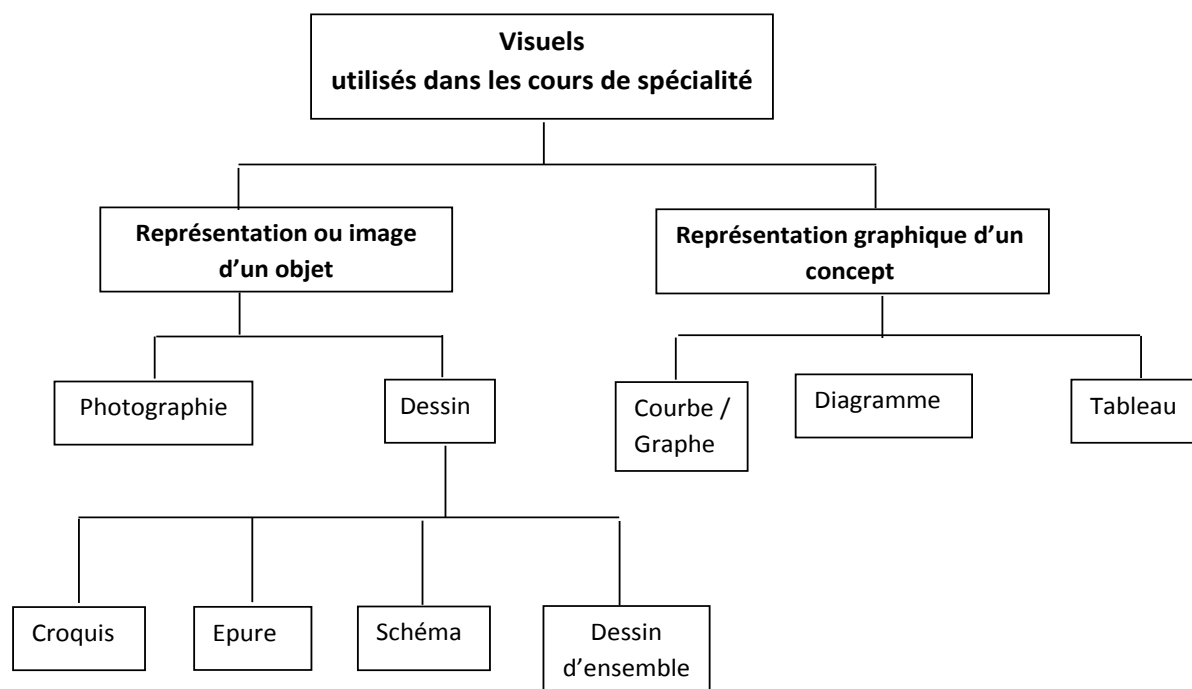 Visuels
utilisés dans les cours de spécialité
Représentation ou image
d’un objet
Représentation graphique d’un
concept
Photographie
Dessin
Courbe /
Graphe
Diagramme
Tableau
Croquis
Epure
Schéma
Dessin
d’ensemble